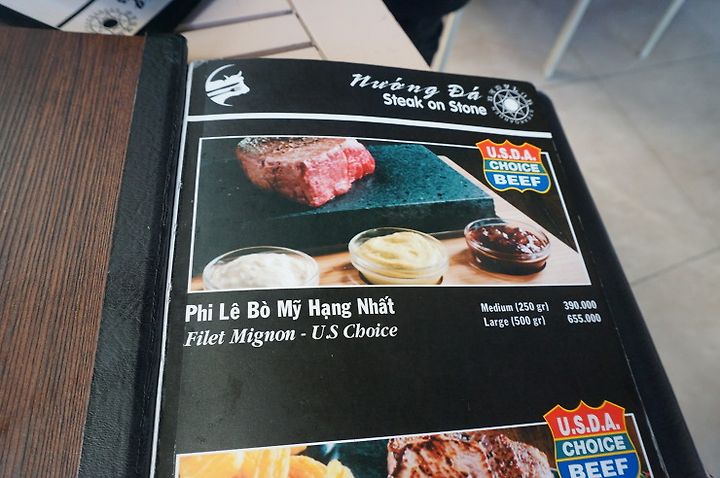 Nướng Đá
Steak on Stone
U.S.D.A.
CHOICE
BEEF
Phi Lê Bò Mỹ Hạng Nhất
Filet Mignon - U.S Choice
Medium (250 gr) 390.000
Large (500 gr) 655.000
U.S.D.A.
CHOICE
BEEF